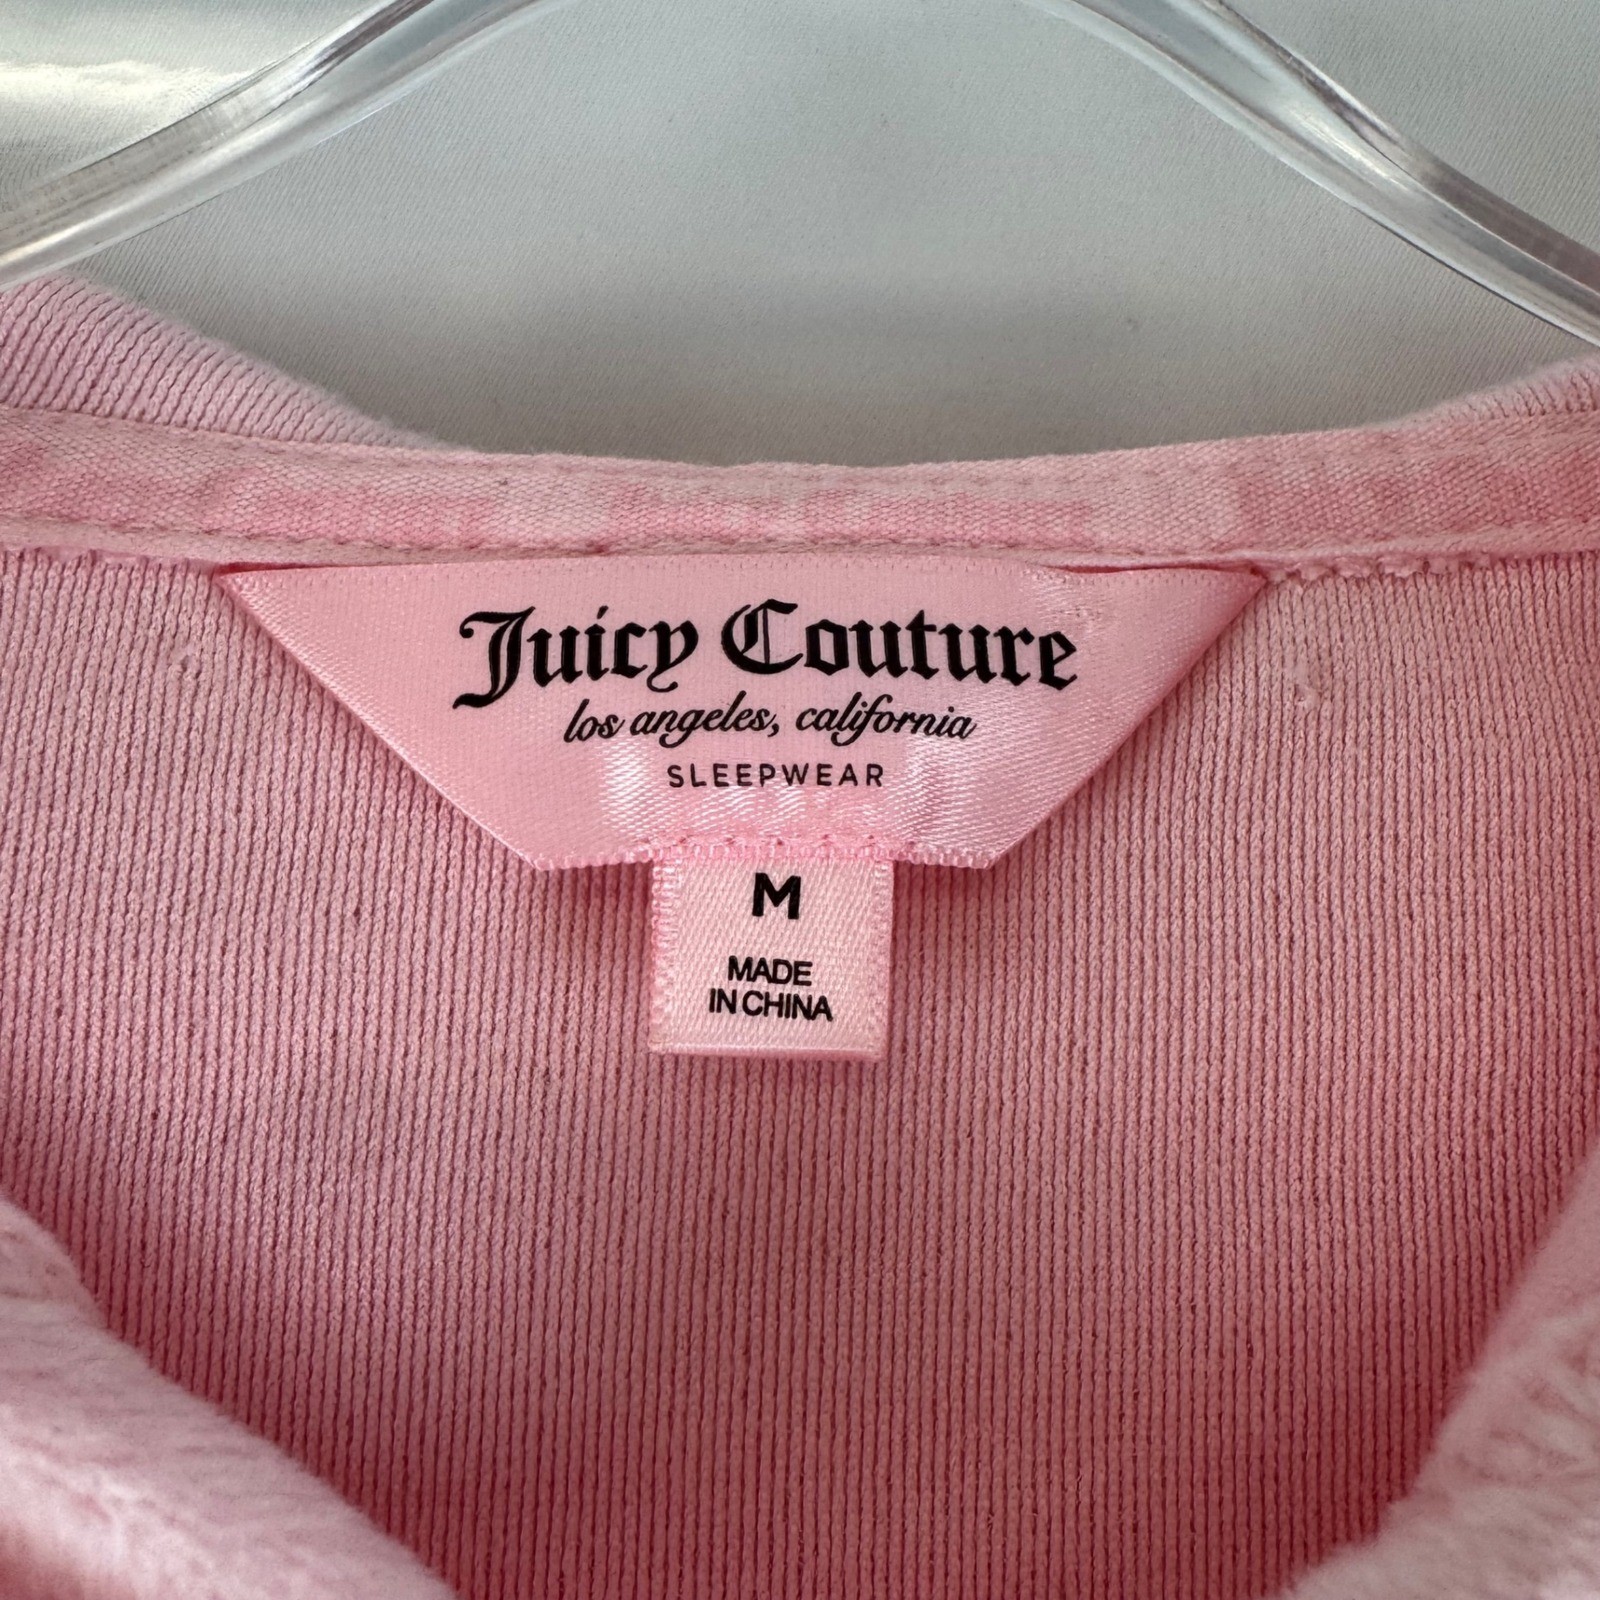 Juicy Couture
los angeles, california
SLEEPWEAR
M
MADE
IN CHINA